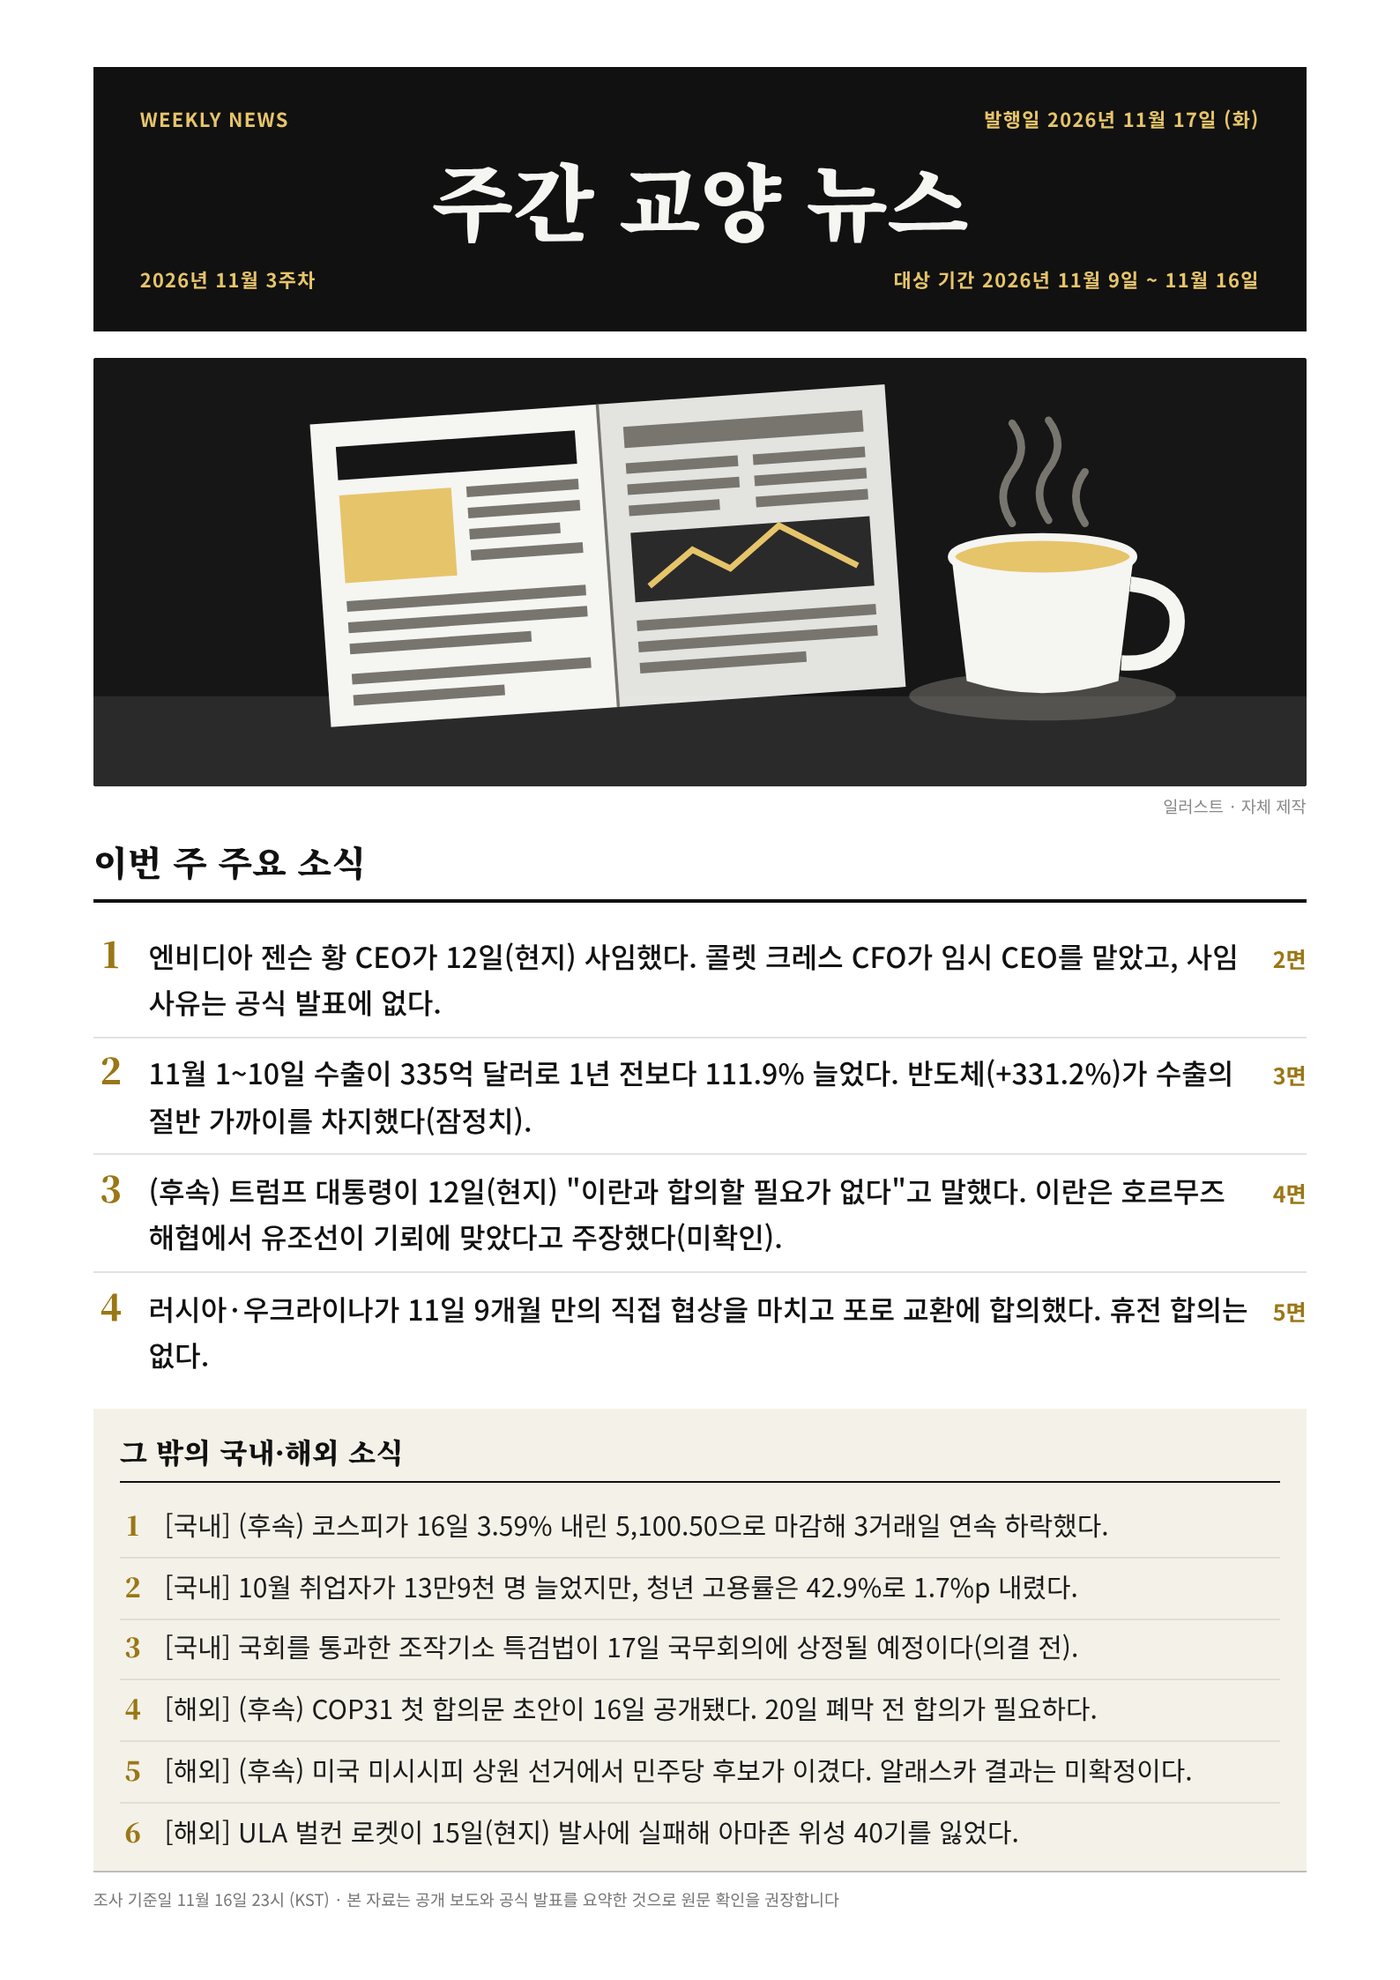 WEEKLY NEWS
발행일 2026년 11월 17일 (화)
주간 교양 뉴스
2026년 11월 3주차
대상 기간 2026년 11월 9일 ~ 11월 16일
일러스트 · 자체 제작
이번 주 주요 소식
1 엔비디아 젠슨 황 CEO가 12일(현지) 사임했다. 콜렛 크레스 CFO가 임시 CEO를 맡았고, 사임 2면
사유는 공식 발표에 없다.
2 11월 1~10일 수출이 335억 달러로 1년 전보다 111.9% 늘었다. 반도체(+331.2%)가 수출의 3면
절반 가까이를 차지했다(잠정치).
3 (후속) 트럼프 대통령이 12일(현지) "이란과 합의할 필요가 없다"고 말했다. 이란은 호르무즈 4면
해협에서 유조선이 기뢰에 맞았다고 주장했다(미확인).
4 러시아·우크라이나가 11일 9개월 만의 직접 협상을 마치고 포로 교환에 합의했다. 휴전 합의는 5면
없다.
그 밖의 국내·해외 소식
1 [국내] (후속) 코스피가 16일 3.59% 내린 5,100.50으로 마감해 3거래일 연속 하락했다.
2 [국내] 10월 취업자가 13만9천 명 늘었지만, 청년 고용률은 42.9%로 1.7%p 내렸다.
3 [국내] 국회를 통과한 조작기소 특검법이 17일 국무회의에 상정될 예정이다(의결 전).
4 [해외] (후속) COP31 첫 합의문 초안이 16일 공개됐다. 20일 폐막 전 합의가 필요하다.
5 [해외] (후속) 미국 미시시피 상원 선거에서 민주당 후보가 이겼다. 알래스카 결과는 미확정이다.
6 [해외] ULA 벌컨 로켓이 15일(현지) 발사에 실패해 아마존 위성 40기를 잃었다.
조사 기준일 11월 16일 23시 (KST) · 본 자료는 공개 보도와 공식 발표를 요약한 것으로 원문 확인을 권장합니다